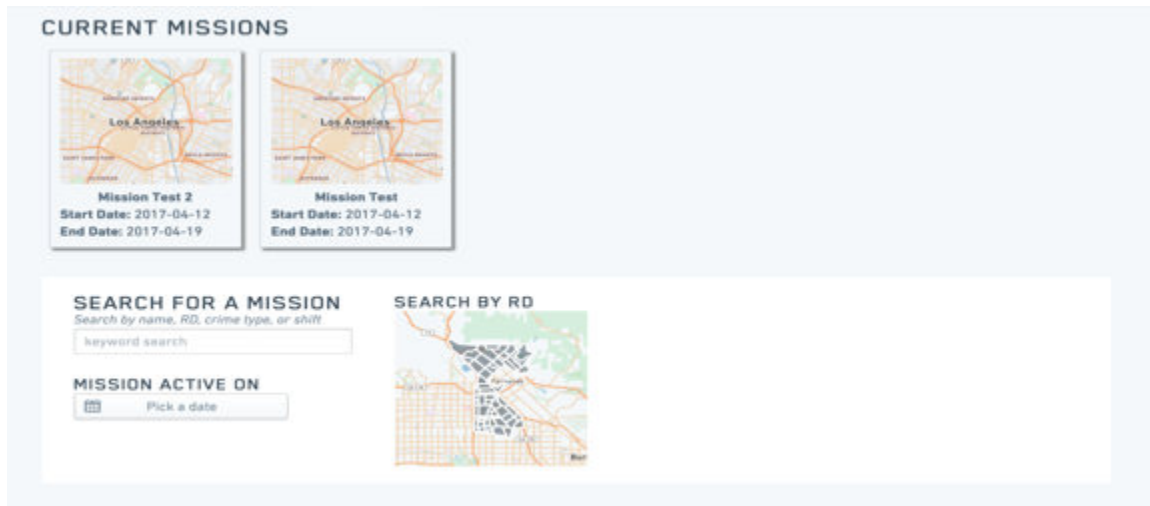 CURRENT MISSIONS
Los Angeles
Los Angeles
Mission Test 2
Start Date: 2017-04-12
End Date: 2017-04-19
Mission Test
Start Date: 2017-04-12
End Date: 2017-04-19
SEARCH FOR A MISSION
Search by name, RD, crime type, or shift
keyword search
MISSION ACTIVE ON
Pick a date
SEARCH BY RD